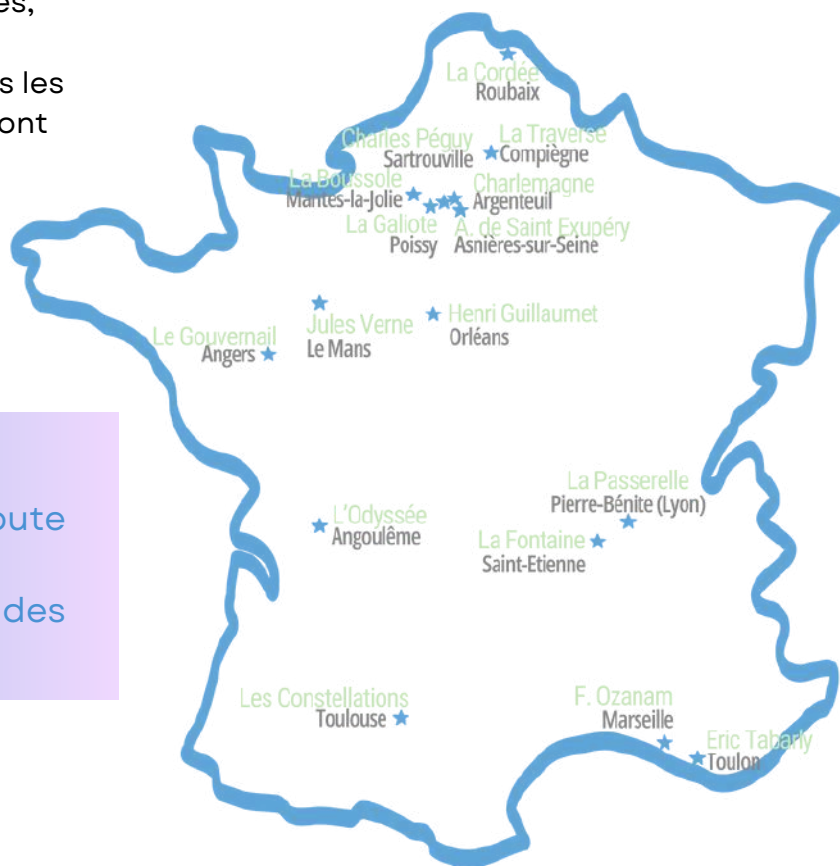 es,
s les
ont
La Cordée
Roubaix
Charles Péguy
Sartrouville
La Traverse
Compiègne
La Boussole
Mantes-la-Jolie
Charlemagne
Argenteuil
La Galiote
Poissy
A. de Saint Exupéry
Asnières-sur-Seine
Jules Verne
Le Mans
Henri Guillaumet
Orléans
Le Gouvernail
Angers
oute
des
La Passerelle
Pierre-Bénite (Lyon)
L'Odyssée
Angoulême
La Fontaine
Saint-Etienne
Les Constellations
Toulouse
F. Ozanam
Marseille
Eric Tabarly
Toulon